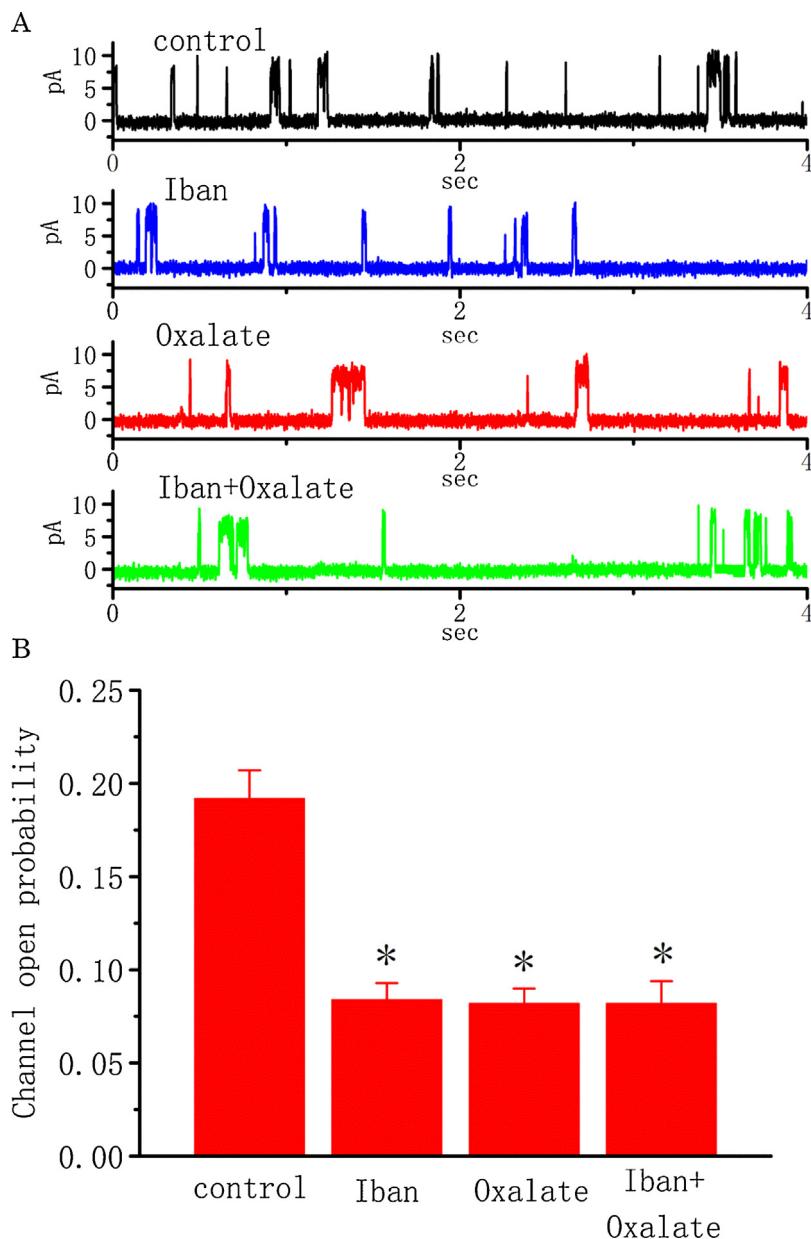 A
control
10
5
0
pA
0
2
4
sec
Iban
10
5
0
pA
0
2
4
sec
Oxalate
10
5
0
pA
0
2
4
sec
Iban+Oxalate
10
5
0
pA
0
2
4
sec
B
Channel open probability
0.25
0.20
0.15
0.10
0.05
0.00
*
*
*
control
Iban
Oxalate
Iban+
Oxalate